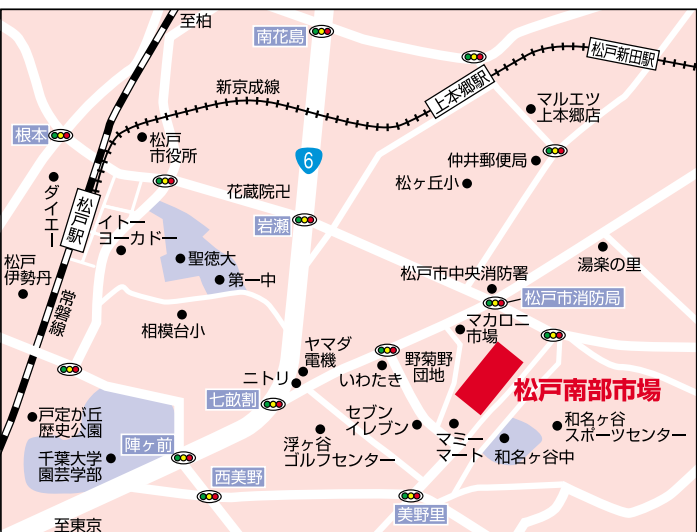 至柏
南花島
松戸新田駅
新京成線
上本郷駅
マルエツ
上本郷店
根本
松戸
市役所
6
仲井郵便局
松ヶ丘小
ダイエー
松戸駅
花蔵院卍
イトー
ヨーカドー
岩瀬
聖徳大
湯楽の里
松戸
伊勢丹
第一中
松戸市中央消防署
常磐線
松戸市消防局
相模台小
マカロニ
市場
ヤマダ
電機
野菊野
団地
ニトリ
いわたき
松戸南部市場
七畝割
戸定が丘
歴史公園
セブン
イレブン
和名ヶ谷
スポーツセンター
陣ヶ前
浮ヶ谷
ゴルフセンター
マミー
マート
和名ヶ谷中
千葉大学
園芸学部
西美野
美野里
至東京